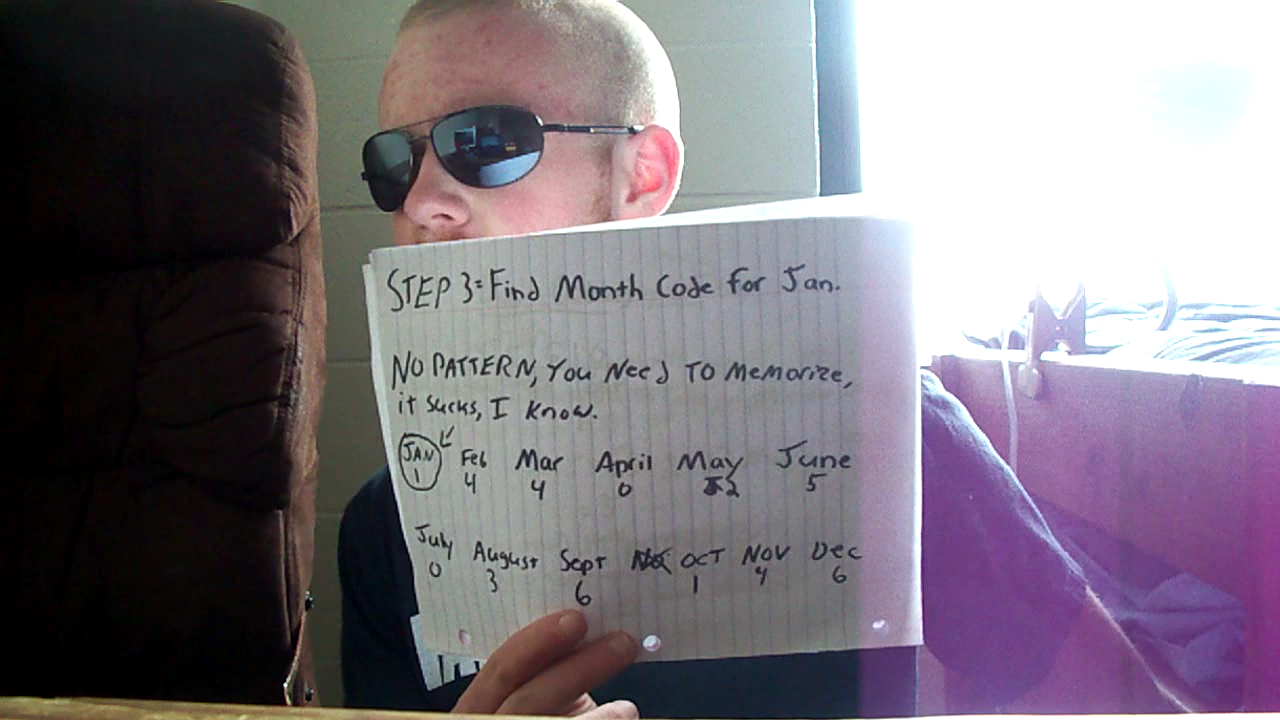 STEP 3: Find Month Code for Jan.
NO PATTERN, You Need To Memorize,
it sucks, I know.
JAN Feb Mar April May June
1 4 4 0 2 5
July August Sept OCT NOV Dec
0 3 6 1 4 6